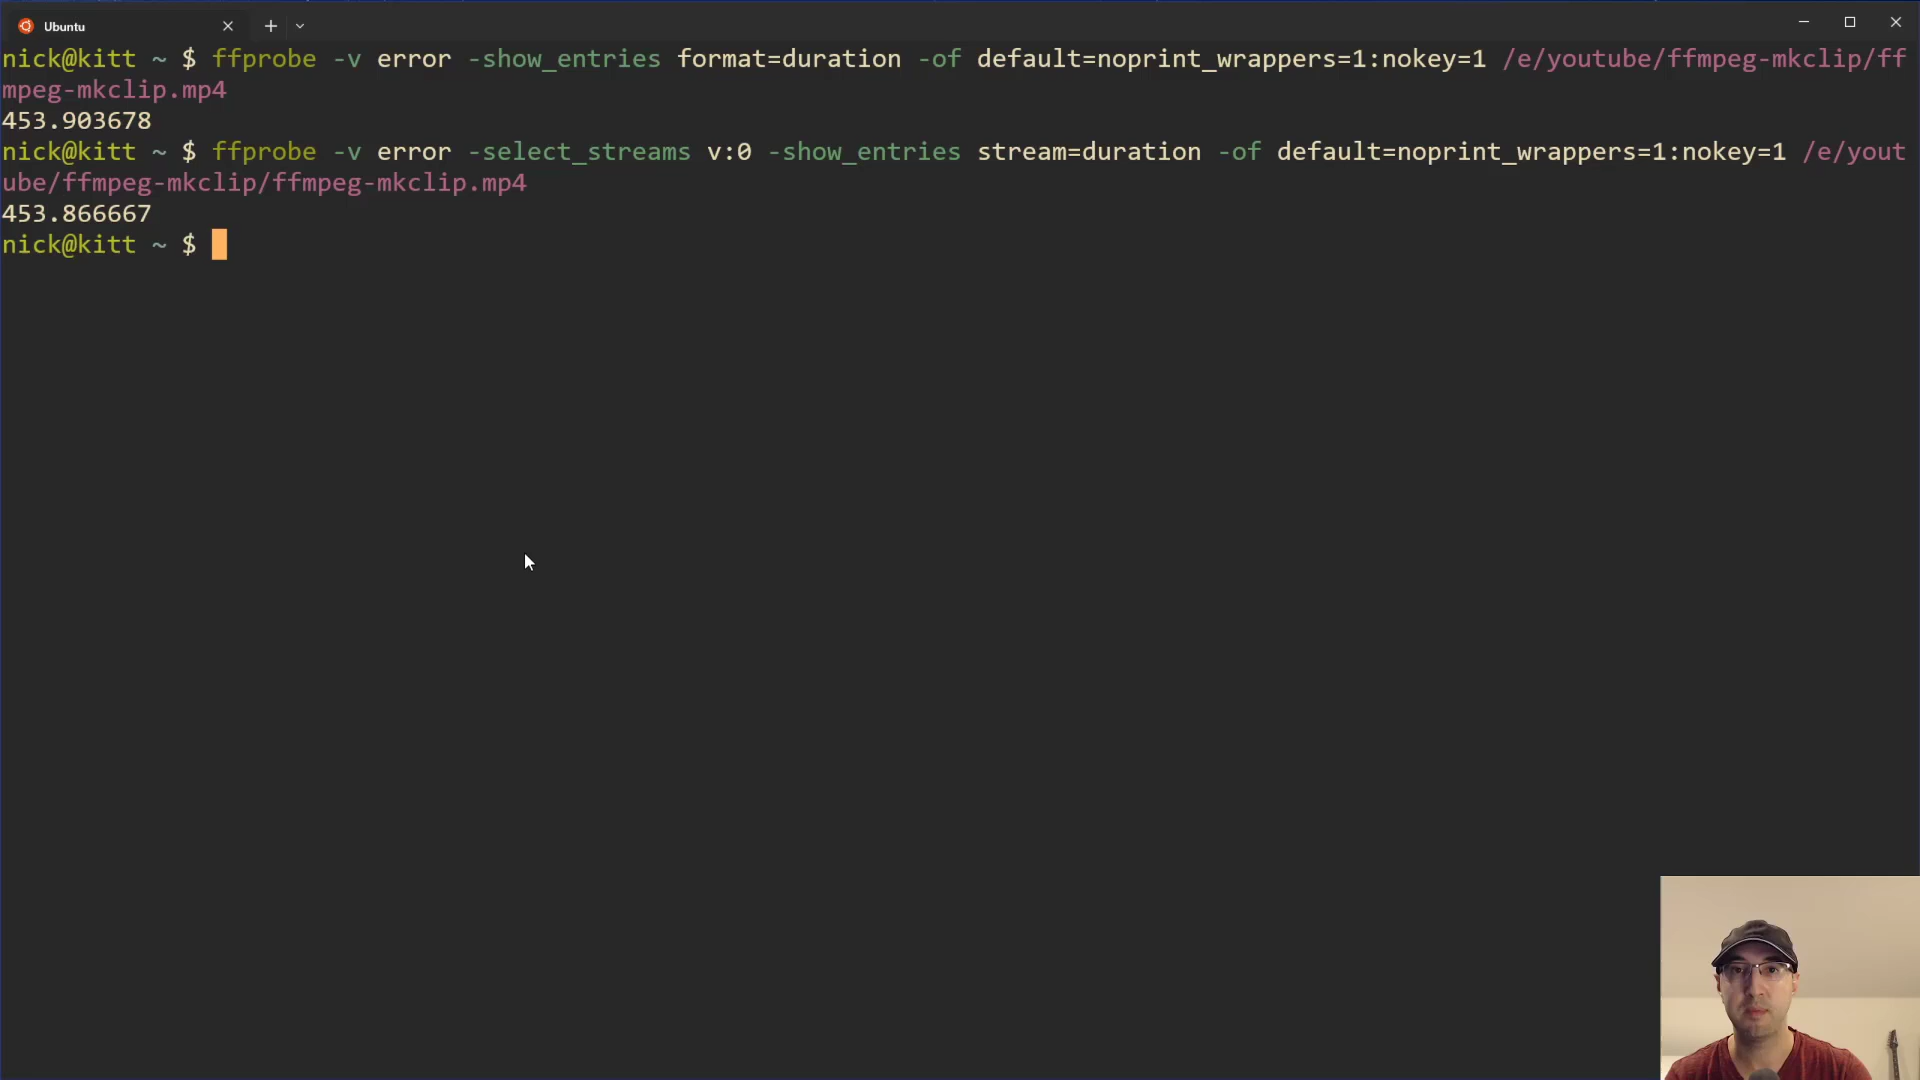 Ubuntu
nick@kitt ~ $ ffprobe -v error -show_entries format=duration -of default=noprint_wrappers=1:nokey=1 /e/youtube/ffmpeg-mkclip/ff
mpeg-mkclip.mp4
453.903678
nick@kitt ~ $ ffprobe -v error -select_streams v:0 -show_entries stream=duration -of default=noprint_wrappers=1:nokey=1 /e/yout
ube/ffmpeg-mkclip/ffmpeg-mkclip.mp4
453.866667
nick@kitt ~ $